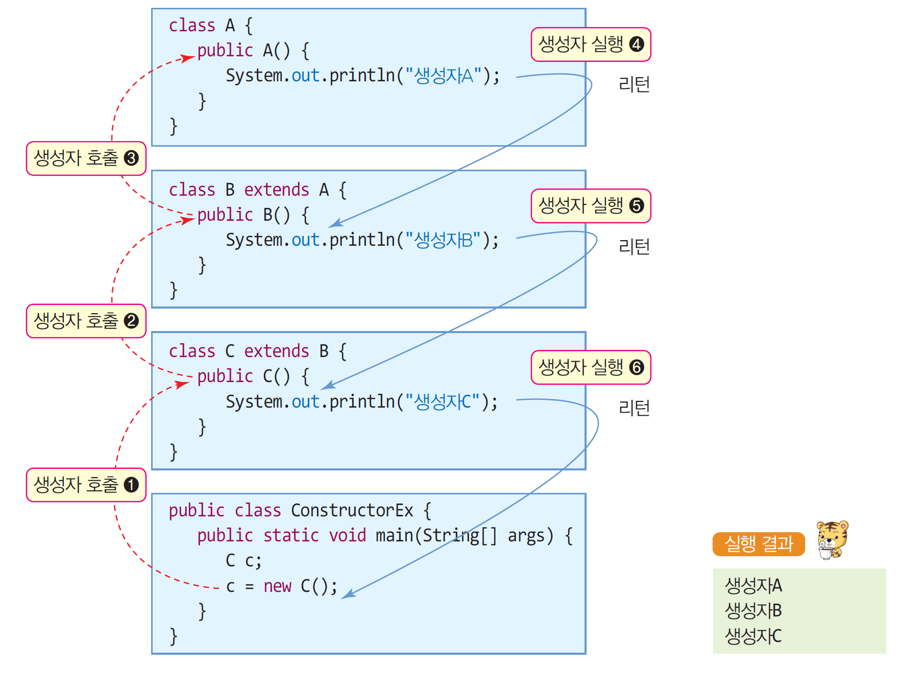 class A {
public A() {
System.out.println("생성자A");
}
}
생성자 실행 ❹
리턴
생성자 호출 ❸
class B extends A {
public B() {
System.out.println("생성자B");
}
}
생성자 실행 ❺
리턴
생성자 호출 ❷
class C extends B {
public C() {
System.out.println("생성자C");
}
}
생성자 실행 ❻
리턴
생성자 호출 ❶
public class ConstructorEx {
public static void main(String[] args) {
C c;
c = new C();
}
}
실행 결과
생성자A
생성자B
생성자C